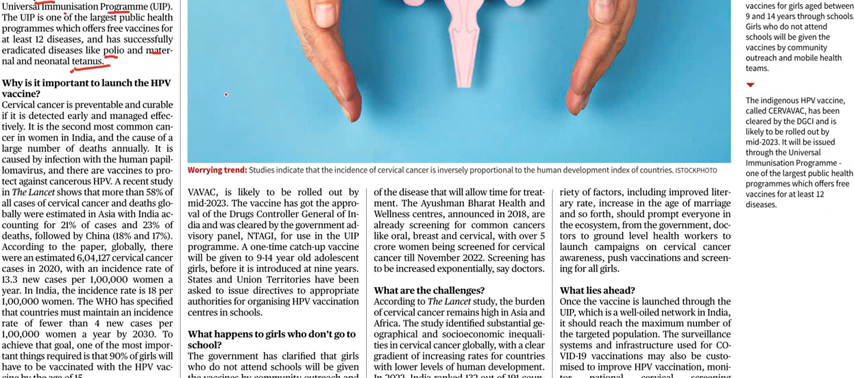 Universal Immunisation Programme (UIP).
The UIP is one of the largest public health
programmes which offers free vaccines for
at least 12 diseases, and has successfully
eradicated diseases like polio and mater-
nal and neonatal tetanus.
Why is it important to launch the HPV
vaccine?
Cervical cancer is preventable and curable
if it is detected early and managed effec-
tively. It is the second most common can-
cer in women in India, and the cause of a
large number of deaths annually. It is
caused by infection with the human papil-
lomavirus, and there are vaccines to pro-
tect against cancerous HPV. A recent study
in The Lancet shows that more than 58% of
all cases of cervical cancer and deaths glo-
bally were estimated in Asia with India ac-
counting for 21% of cases and 23% of
deaths, followed by China (18% and 17%).
According to the paper, globally, there
were an estimated 6,04,127 cervical cancer
cases in 2020, with an incidence rate of
13.3 new cases per 1,00,000 women a
year. In India, the incidence rate is 18 per
1,00,000 women. The WHO has specified
that countries must maintain an incidence
rate of fewer than 4 new cases per
1,00,000 women a year by 2030. To
achieve that goal, one of the most impor-
tant things required is that 90% of girls will
have to be vaccinated with the HPV vac-
cine by the age of 15.
Worrying trend: Studies indicate that the incidence of cervical cancer is inversely proportional to the human development index of countries. ISTOCKPHOTO
VAVAC, is likely to be rolled out by
mid-2023. The vaccine has got the appro-
val of the Drugs Controller General of In-
dia and was cleared by the government ad-
visory panel, NTAGI, for use in the UIP
programme. A one-time catch-up vaccine
will be given to 9-14 year old adolescent
girls, before it is introduced at nine years.
States and Union Territories have been
asked to issue directives to appropriate
authorities for organising HPV vaccination
centres in schools.
What happens to girls who don't go to
school?
The government has clarified that girls
who do not attend schools will be given
the vaccines by community outreach and
of the disease that will allow time for treat-
ment. The Ayushman Bharat Health and
Wellness centres, announced in 2018, are
already screening for common cancers
like oral, breast and cervical, with over 5
crore women being screened for cervical
cancer till November 2022. Screening has
to be increased exponentially, say doctors.
What are the challenges?
According to The Lancet study, the burden
of cervical cancer remains high in Asia and
Africa. The study identified substantial ge-
ographical and socioeconomic inequali-
ties in cervical cancer globally, with a clear
gradient of increasing rates for countries
with lower levels of human development.
In 2022, India ranked 132 out of 191 coun-
riety of factors, including improved liter-
ary rate, increase in the age of marriage
and so forth, should prompt everyone in
the ecosystem, from the government, doc-
tors to ground level health workers to
launch campaigns on cervical cancer
awareness, push vaccinations and screen-
ing for all girls.
What lies ahead?
Once the vaccine is launched through the
UIP, which is a well-oiled network in India,
it should reach the maximum number of
the targeted population. The surveillance
systems and infrastructure used for CO-
VID-19 vaccinations may also be custo-
mised to improve HPV vaccination, moni-
tor national cervical screening
vaccines for girls aged between
9 and 14 years through schools.
Girls who do not attend
schools will be given the
vaccines by community
outreach and mobile health
teams.
The indigenous HPV vaccine,
called CERVAVAC, has been
cleared by the DGCI and is
likely to be rolled out by
mid-2023. It will be issued
through the Universal
Immunisation Programme -
one of the largest public health
programmes which offers free
vaccines for at least 12
diseases.